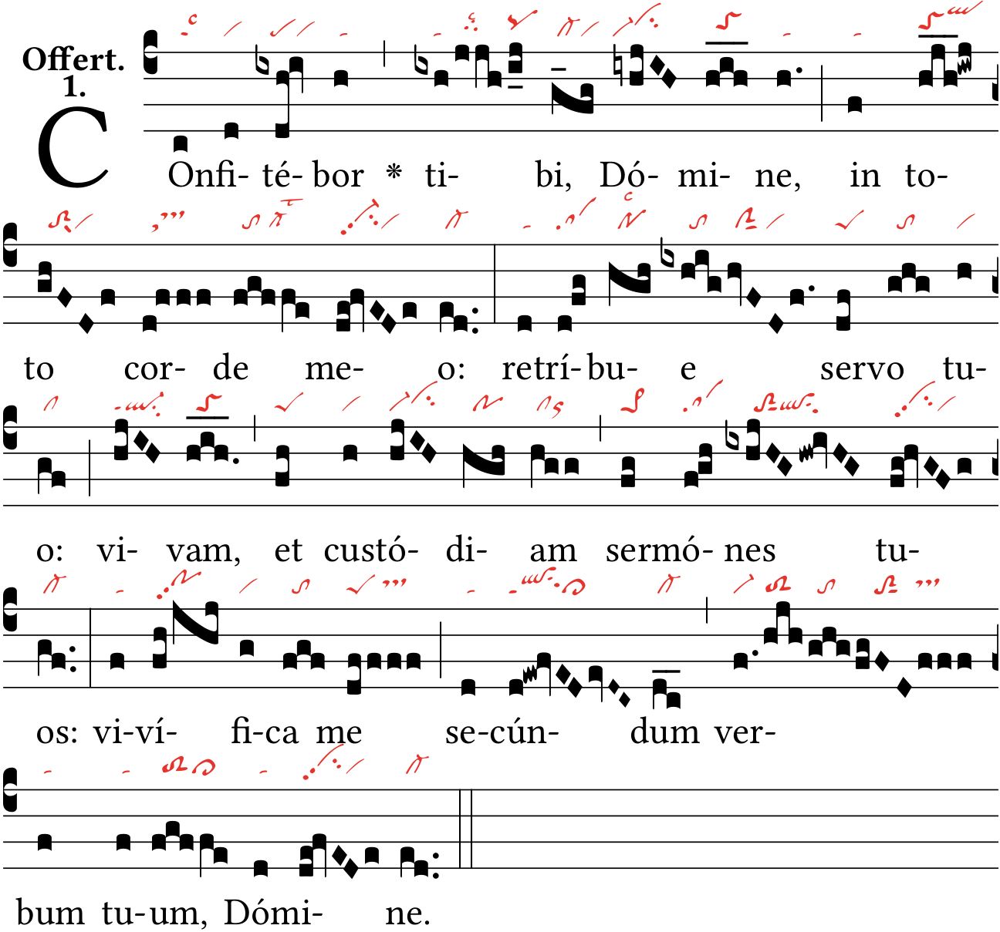 Offert.
1.
COnfi-té-bor * ti-bi, Dó-mi-ne, in to-
to cor-de me-o: retrí-bu-e servo tu-
o: vi-vam, et custó-di-am sermó-nes tu-
os: vi-ví-fi-ca me se-cún-dum ver-
bum tu-um, Dómi-ne.